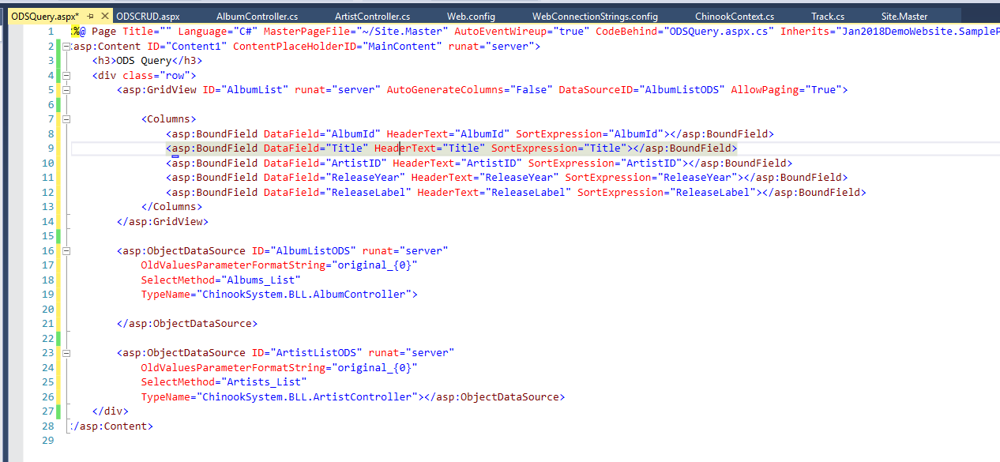 ODSQuery.aspx* ODSCRUD.aspx AlbumController.cs ArtistController.cs Web.config WebConnectionStrings.config ChinookContext.cs Track.cs Site.Master
1 %@ Page Title="" Language="C#" MasterPageFile="~/Site.Master" AutoEventWireup="true" CodeBehind="ODSQuery.aspx.cs" Inherits="Jan2018DemoWebsite.SampleP
2 :asp:Content ID="Content1" ContentPlaceHolderID="MainContent" runat="server">
3 <h3>ODS Query</h3>
4 <div class="row">
5 <asp:GridView ID="AlbumList" runat="server" AutoGenerateColumns="False" DataSourceID="AlbumListODS" AllowPaging="True">
6
7 <Columns>
8 <asp:BoundField DataField="AlbumId" HeaderText="AlbumId" SortExpression="AlbumId"></asp:BoundField>
9 <asp:BoundField DataField="Title" HeaderText="Title" SortExpression="Title"></asp:BoundField>
10 <asp:BoundField DataField="ArtistID" HeaderText="ArtistID" SortExpression="ArtistID"></asp:BoundField>
11 <asp:BoundField DataField="ReleaseYear" HeaderText="ReleaseYear" SortExpression="ReleaseYear"></asp:BoundField>
12 <asp:BoundField DataField="ReleaseLabel" HeaderText="ReleaseLabel" SortExpression="ReleaseLabel"></asp:BoundField>
13 </Columns>
14 </asp:GridView>
15
16 <asp:ObjectDataSource ID="AlbumListODS" runat="server"
17 OldValuesParameterFormatString="original_{0}"
18 SelectMethod="Albums_List"
19 TypeName="ChinookSystem.BLL.AlbumController">
20
21 </asp:ObjectDataSource>
22
23 <asp:ObjectDataSource ID="ArtistListODS" runat="server"
24 OldValuesParameterFormatString="original_{0}"
25 SelectMethod="Artists_List"
26 TypeName="ChinookSystem.BLL.ArtistController"></asp:ObjectDataSource>
27 </div>
28 :/asp:Content>
29